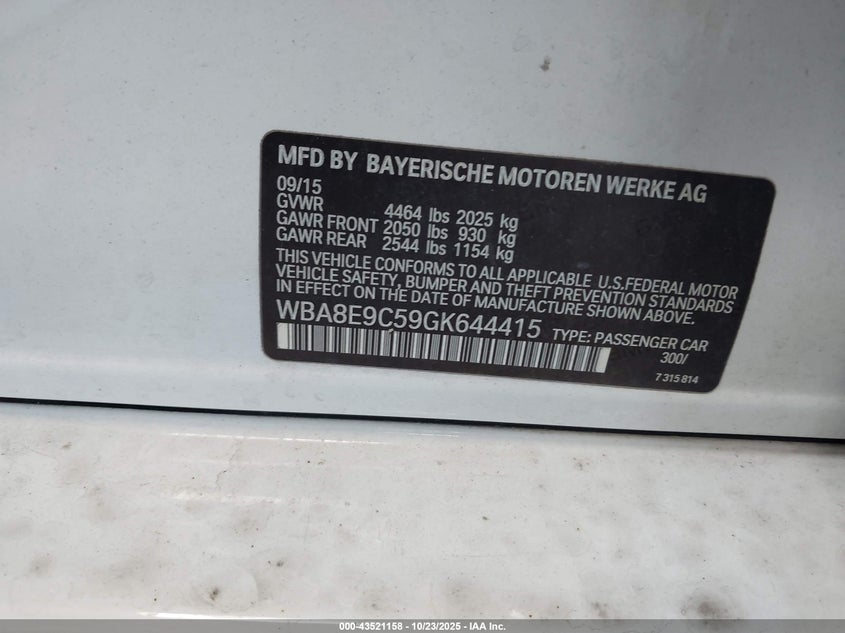 MFD BY BAYERISCHE MOTOREN WERKE AG
09/15
GVWR 4464 lbs 2025 kg
GAWR FRONT 2050 lbs 930 kg
GAWR REAR 2544 lbs 1154 kg
THIS VEHICLE CONFORMS TO ALL APPLICABLE U.S.FEDERAL MOTOR
VEHICLE SAFETY, BUMPER AND THEFT PREVENTION STANDARDS
IN EFFECT ON THE DATE OF MANUFACTURE SHOWN ABOVE.
WBA8E9C59GK644415 TYPE: PASSENGER CAR
300/
7 315 814
000-43521158 - 10/23/2025 - IAA Inc.